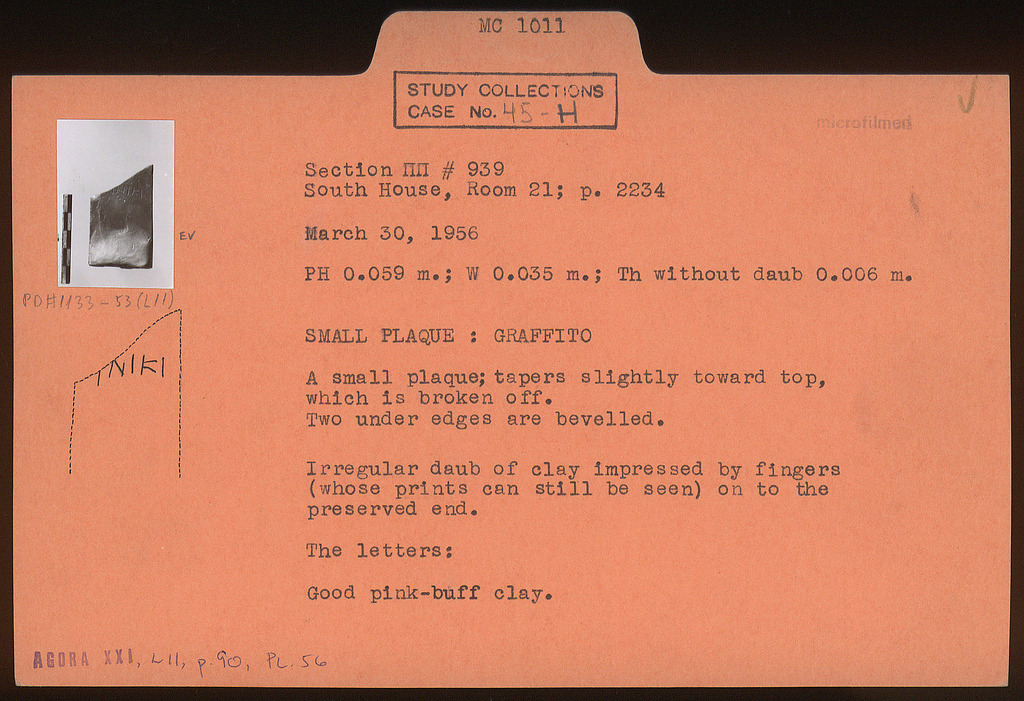 MC 1011
STUDY COLLECTIONS
CASE No. 45-H
microfilmed
Section ΠΠ # 939
South House, Room 21; p. 2234
March 30, 1956
EV
PH 0.059 m.; W 0.035 m.; Th without daub 0.006 m.
PD#1133-53(L11)
SMALL PLAQUE : GRAFFITO
ΙΝΙΚΙ
A small plaque; tapers slightly toward top,
which is broken off.
Two under edges are bevelled.
Irregular daub of clay impressed by fingers
(whose prints can still be seen) on to the
preserved end.
The letters:
Good pink-buff clay.
AGORA XXI, L11, p.90, PL.56